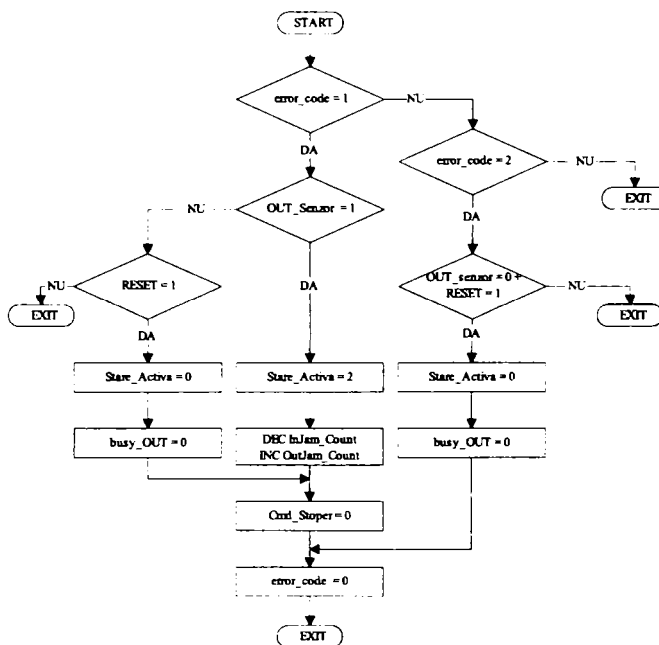 START
error_code = 1
NU
DA
error_code = 2
NU
EXIT
NU
OUT_Senzor = 1
DA
NU
RESET = 1
EXIT
DA
DA
OUT_senzor = 0 +
RESET = 1
NU
EXIT
DA
Stare_Activa = 0
Stare_Activa = 2
Stare_Activa = 0
busy_OUT = 0
DEC InJam_Count
INC OutJam_Count
busy_OUT = 0
Cmd_Stoper = 0
error_code = 0
EXIT